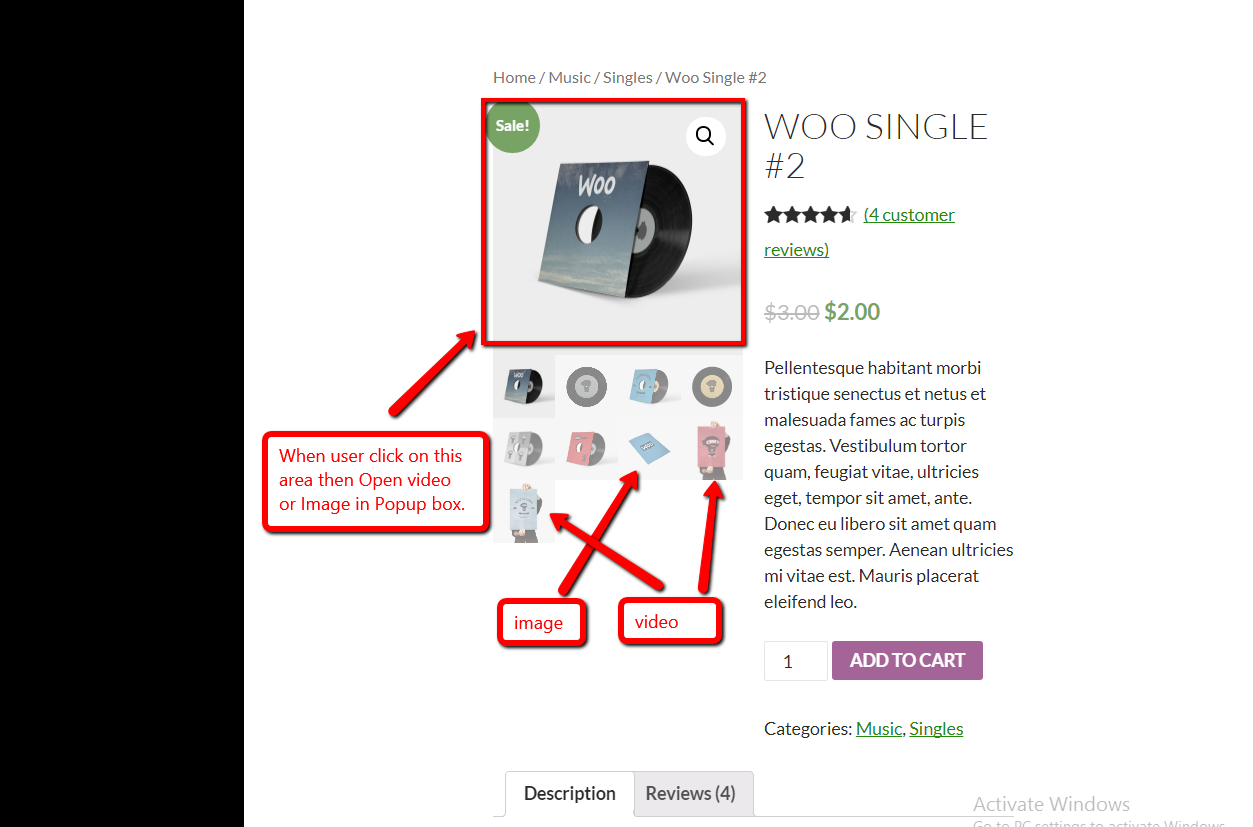 Home / Music / Singles / Woo Single #2
Sale!
WOO
WOO SINGLE
#2
(4 customer
reviews)
$3.00 $2.00
Pellentesque habitant morbi
tristique senectus et netus et
malesuada fames ac turpis
egestas. Vestibulum tortor
quam, feugiat vitae, ultricies
eget, tempor sit amet, ante.
Donec eu libero sit amet quam
egestas semper. Aenean ultricies
mi vitae est. Mauris placerat
eleifend leo.
When user click on this
area then Open video
or Image in Popup box.
image
video
1
ADD TO CART
Categories: Music, Singles
Description
Reviews (4)
Activate Windows
Go to PC settings to activate Windows.